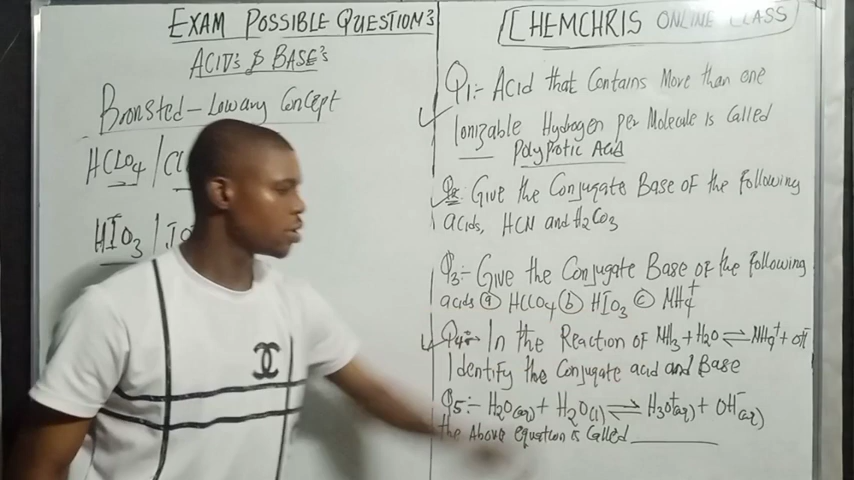 EXAM POSSIBLE QUESTIONS
ACIDs & BASE's
Bronsted-Lowary Concept
HCLO4/CL
HIO3/IO
[CHEMCHRIS ONLINE CLASS
Q1:- Acid that Contains More than one
Ionizable Hydrogen per Molecule is Called
Polyprotic Acid
Q2: Give the Conjugate Base of the following
acids, HCN and H2CO3
Q3:- Give the Conjugate Base of the following
acids (a) HCLO4 (b) HIO3 (c) NH4+
Q4:- In the Reaction of NH3 + H2O ⇌ NH4+ + OH-
Identify the Conjugate acid and Base
Q5:- H2O(aq) + H2O(l) ⇌ H3O+(aq) + OH-(aq)
the Above equation is Called ________